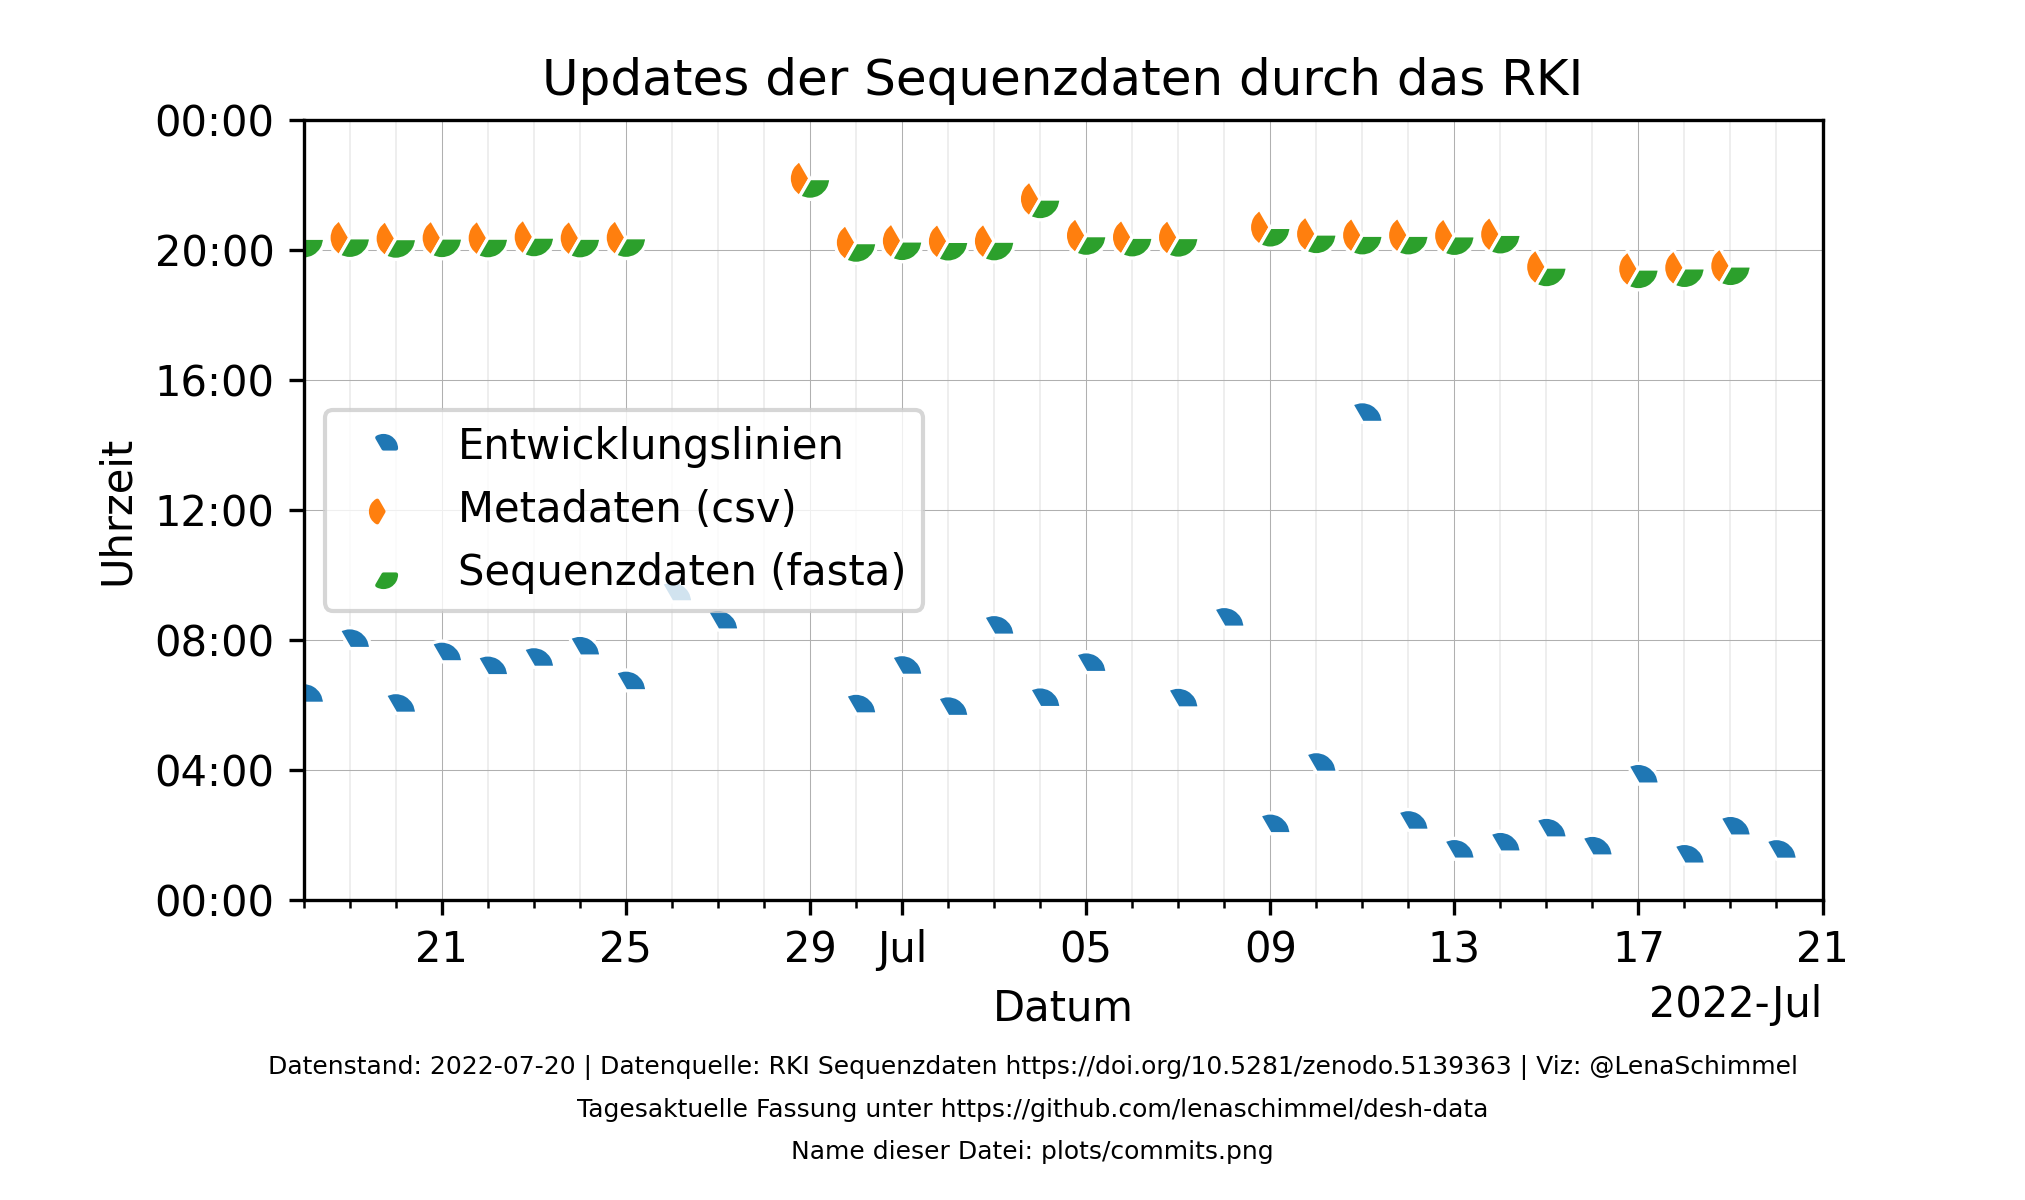 Updates der Sequenzdaten durch das RKI
00:00
20:00
16:00
12:00
08:00
04:00
00:00
Uhrzeit
Entwicklungslinien
Metadaten (csv)
Sequenzdaten (fasta)
21 25 29 Jul 05 09 13 17 21
Datum
2022-Jul
Datenstand: 2022-07-20 | Datenquelle: RKI Sequenzdaten https://doi.org/10.5281/zenodo.5139363 | Viz: @LenaSchimmel
Tagesaktuelle Fassung unter https://github.com/lenaschimmel/desh-data
Name dieser Datei: plots/commits.png